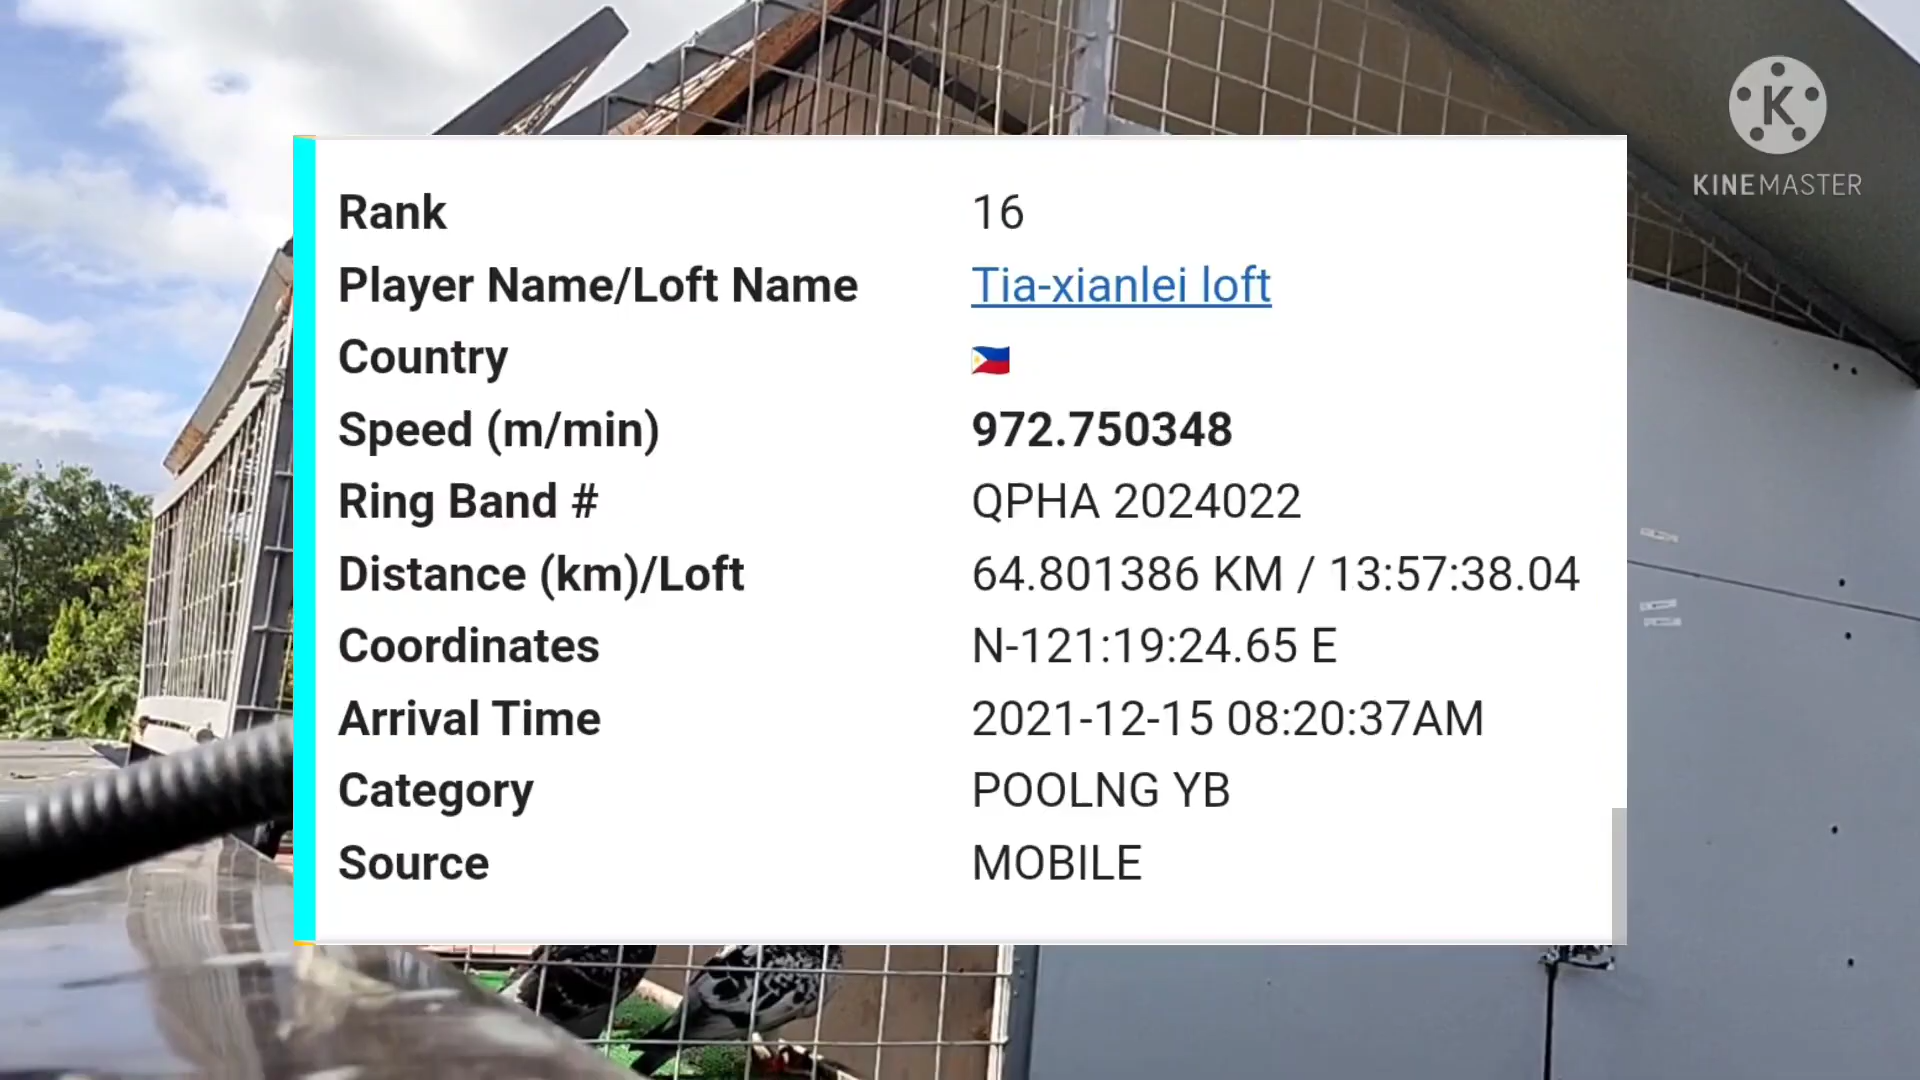 K
KINEMASTER
Rank 16
Player Name/Loft Name Tia-xianlei loft
Country
Speed (m/min) 972.750348
Ring Band # QPHA 2024022
Distance (km)/Loft 64.801386 KM / 13:57:38.04
Coordinates N-121:19:24.65 E
Arrival Time 2021-12-15 08:20:37AM
Category POOLNG YB
Source MOBILE